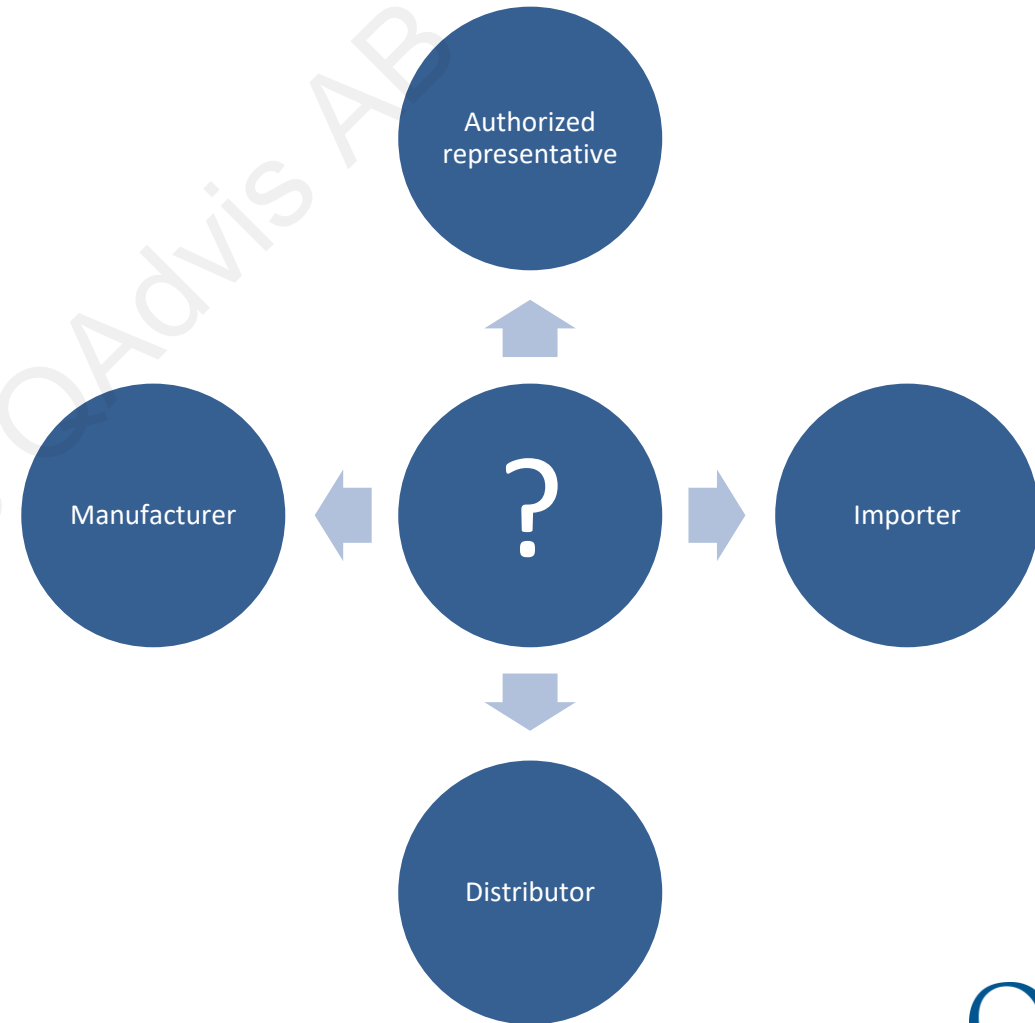 QAdvis AB
Authorized
representative
Manufacturer
?
Importer
Distributor